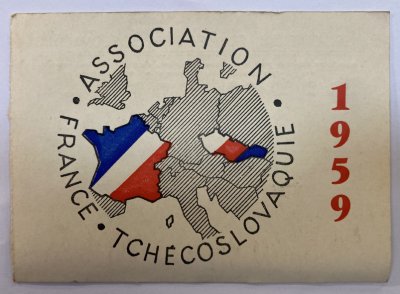 ASSOCIATION
FRANCE • TCHÉCOSLOVAQUIE
1959